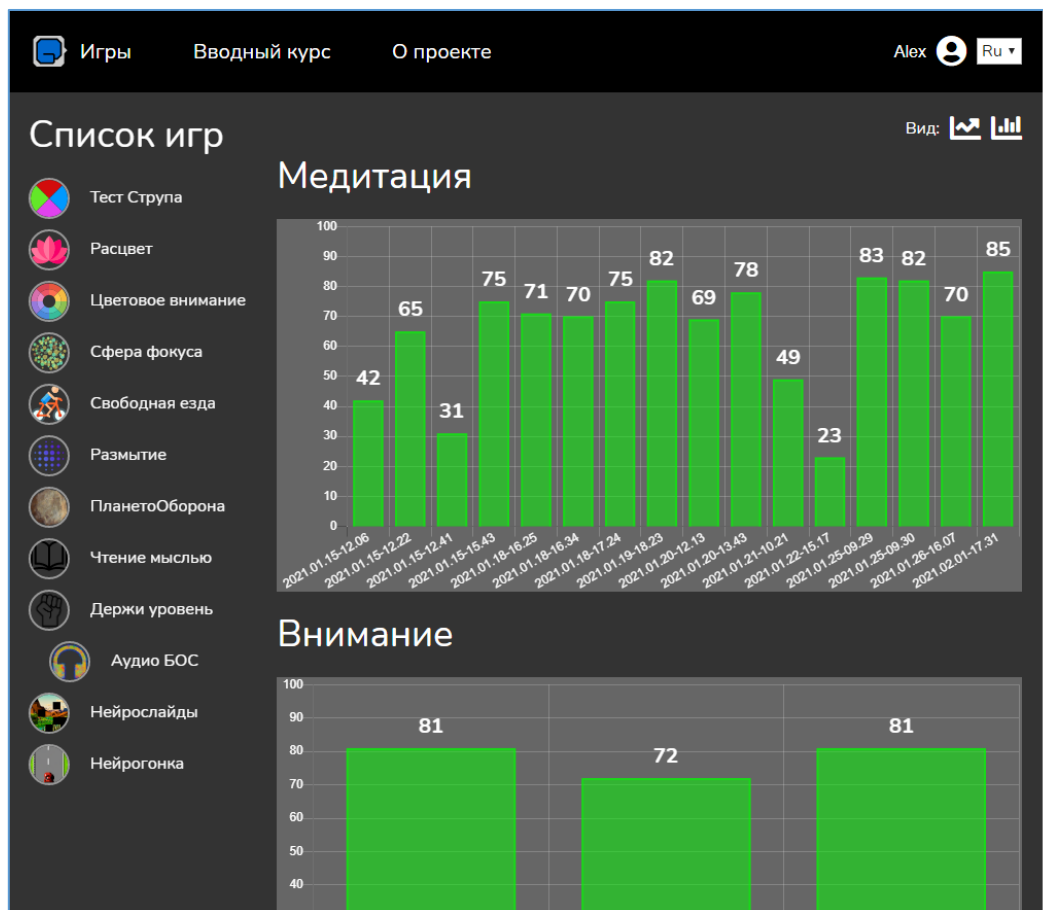 Игры Вводный курс О проекте Alex Ru
Список игр
Тест Струпа
Расцвет
Цветовое внимание
Сфера фокуса
Свободная езда
Размытие
ПланетоОборона
Чтение мыслью
Держи уровень
Аудио БОС
Нейрослайды
Нейрогонка
Вид:
Медитация
100
90
80
70
60
50
40
30
20
10
0
42 65 31 75 71 70 75 82 69 78 49 23 83 82 70 85
2021.01.15-12.06 2021.01.15-12.22 2021.01.15-12.41 2021.01.15-15.43 2021.01.18-16.25 2021.01.18-16.34 2021.01.18-17.24 2021.01.19-18.23 2021.01.20-12.13 2021.01.20-13.43 2021.01.21-10.21 2021.01.22-15.17 2021.01.25-09.29 2021.01.25-09.30 2021.01.26-16.07 2021.02.01-17.31
Внимание
100
90
80
70
60
50
40
81 72 81